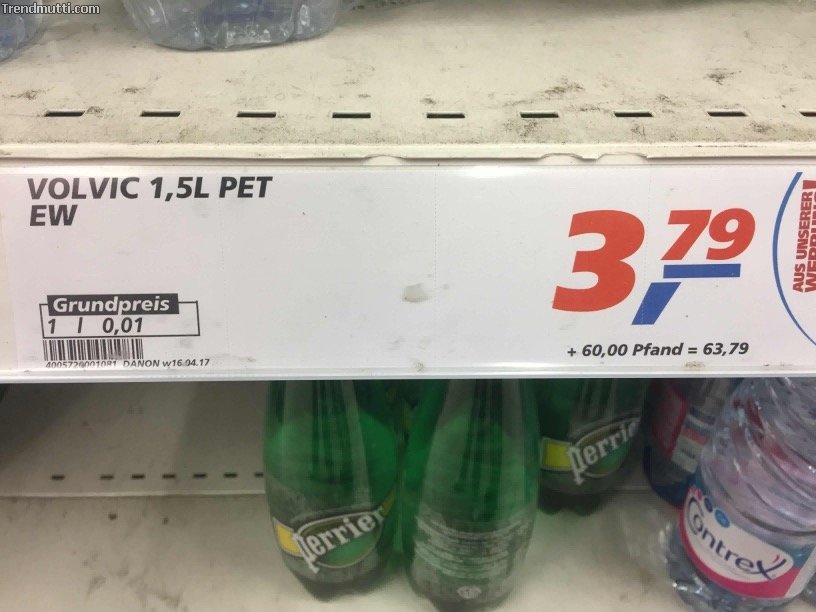 Trendmutti.com
VOLVIC 1,5L PET
EW
3,79
Grundpreis
1 l 0,01
+ 60,00 Pfand = 63,79
4005720001081 DANON w16.04.17
AUS UNSERER
WERBUNG
Perrier
Perrier
Contrex